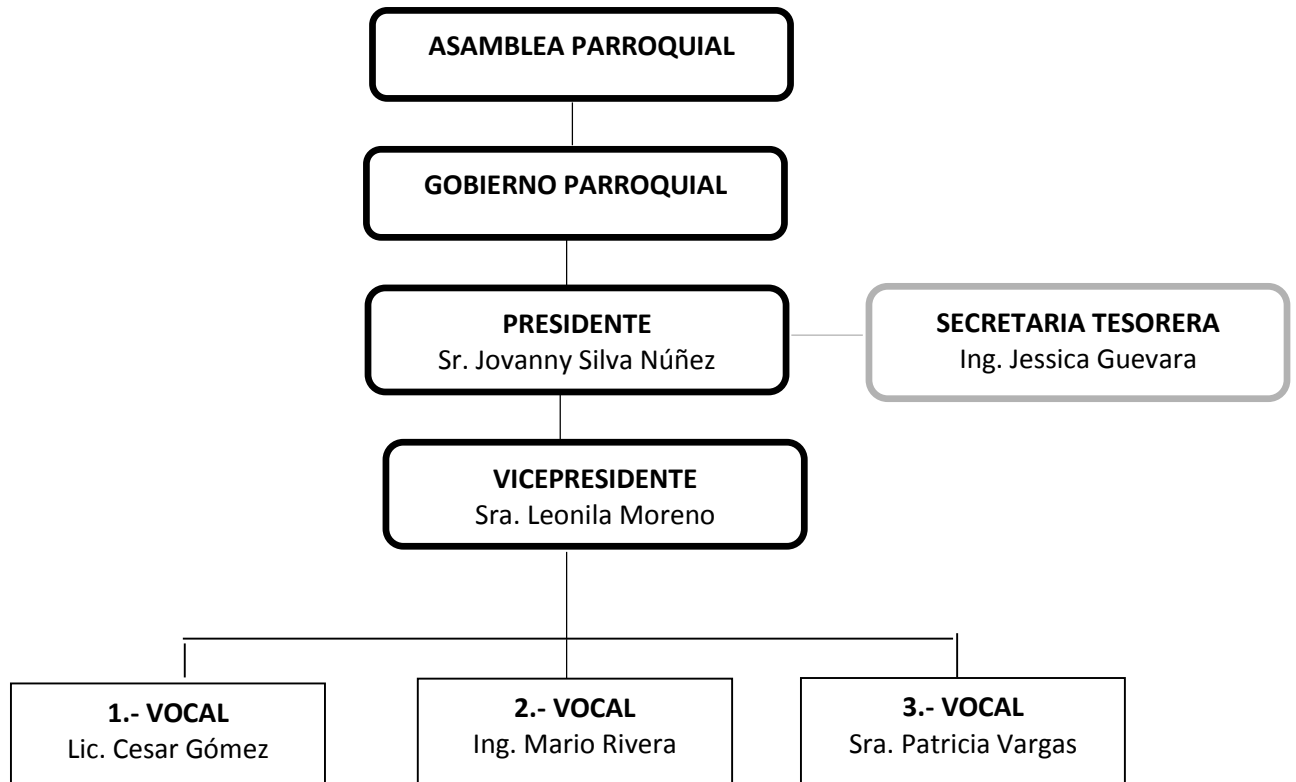 ASAMBLEA PARROQUIAL
GOBIERNO PARROQUIAL
PRESIDENTE
Sr. Jovanny Silva Núñez
SECRETARIA TESORERA
Ing. Jessica Guevara
VICEPRESIDENTE
Sra. Leonila Moreno
1.- VOCAL
Lic. Cesar Gómez
2.- VOCAL
Ing. Mario Rivera
3.- VOCAL
Sra. Patricia Vargas